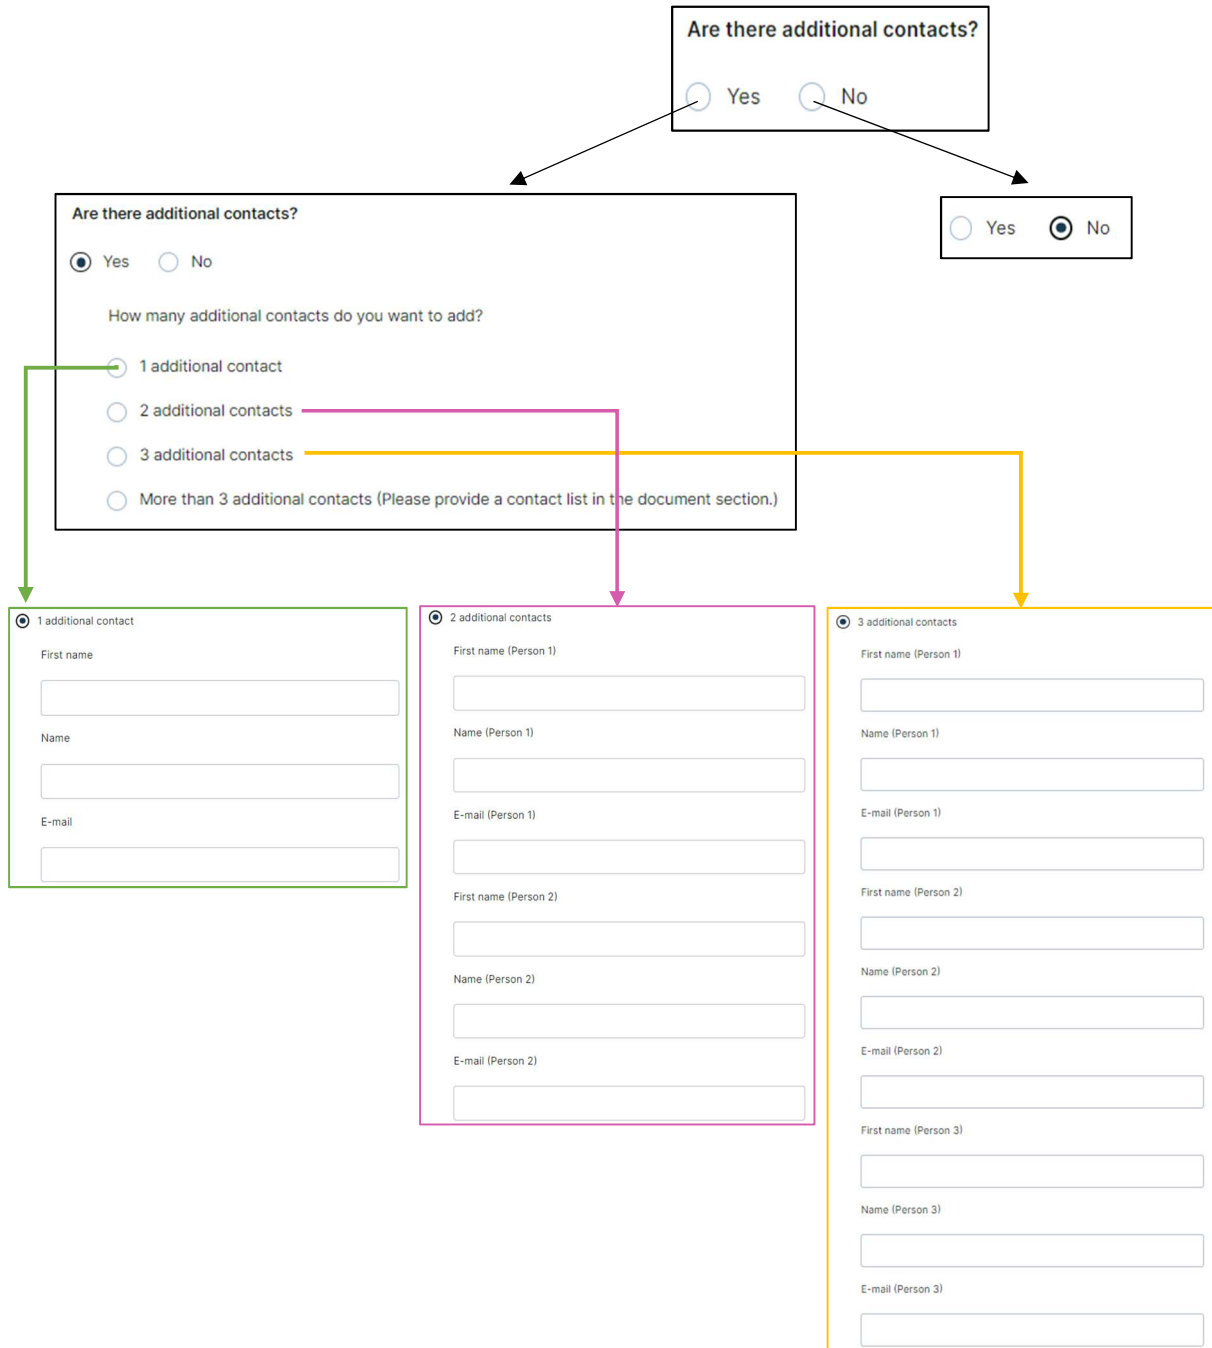 Are there additional contacts?
Yes No
Are there additional contacts?
Yes No
How many additional contacts do you want to add?
1 additional contact
2 additional contacts
3 additional contacts
More than 3 additional contacts (Please provide a contact list in the document section.)
Yes No
1 additional contact
First name
Name
E-mail
2 additional contacts
First name (Person 1)
Name (Person 1)
E-mail (Person 1)
First name (Person 2)
Name (Person 2)
E-mail (Person 2)
3 additional contacts
First name (Person 1)
Name (Person 1)
E-mail (Person 1)
First name (Person 2)
Name (Person 2)
E-mail (Person 2)
First name (Person 3)
Name (Person 3)
E-mail (Person 3)